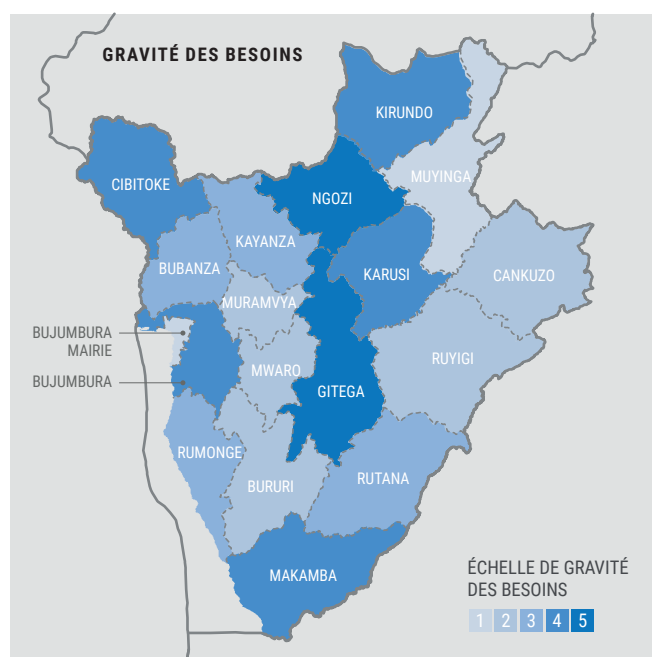 GRAVITÉ DES BESOINS
KIRUNDO
MUYINGA
CIBITOKE
NGOZI
KAYANZA
BUBANZA
KARUSI
CANKUZO
MURAMVYA
BUJUMBURA
MAIRIE
RUYIGI
MWARO
BUJUMBURA
GITEGA
RUMONGE
RUTANA
BURURI
MAKAMBA
ÉCHELLE DE GRAVITÉ
DES BESOINS
1 2 3 4 5